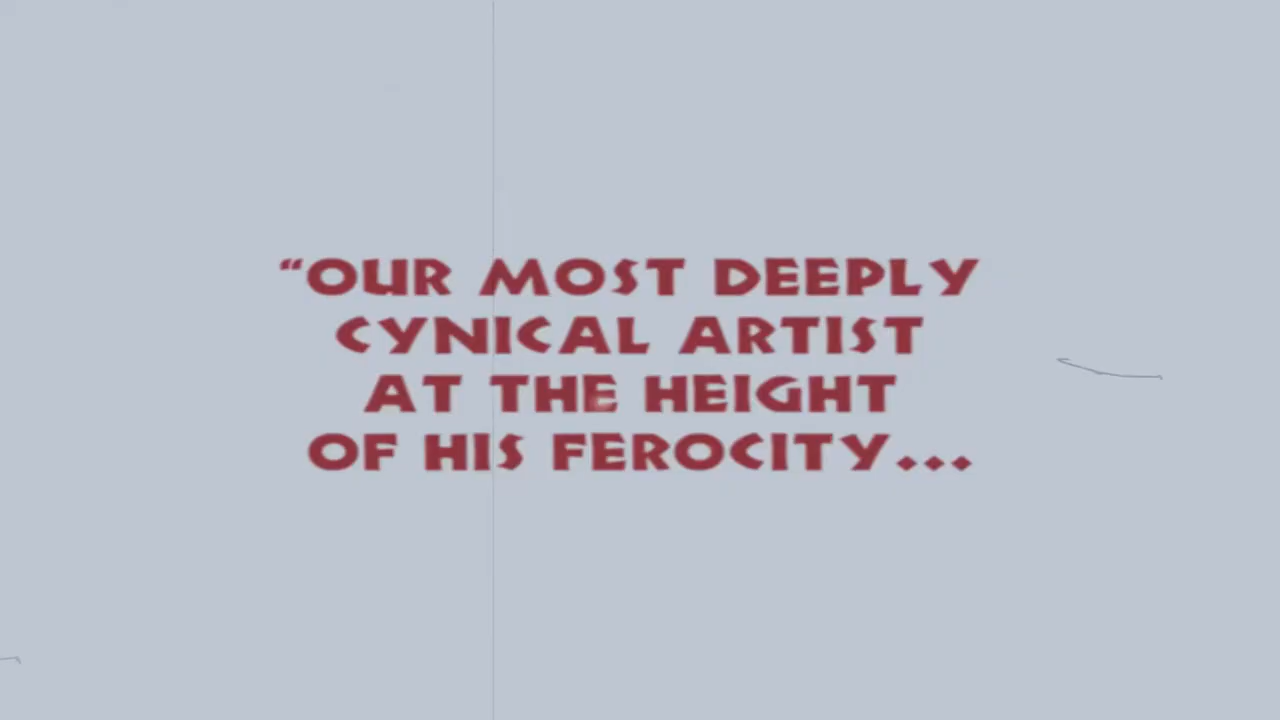 “OUR MOST DEEPLY
CYNICAL ARTIST
AT THE HEIGHT
OF HIS FEROCITY...